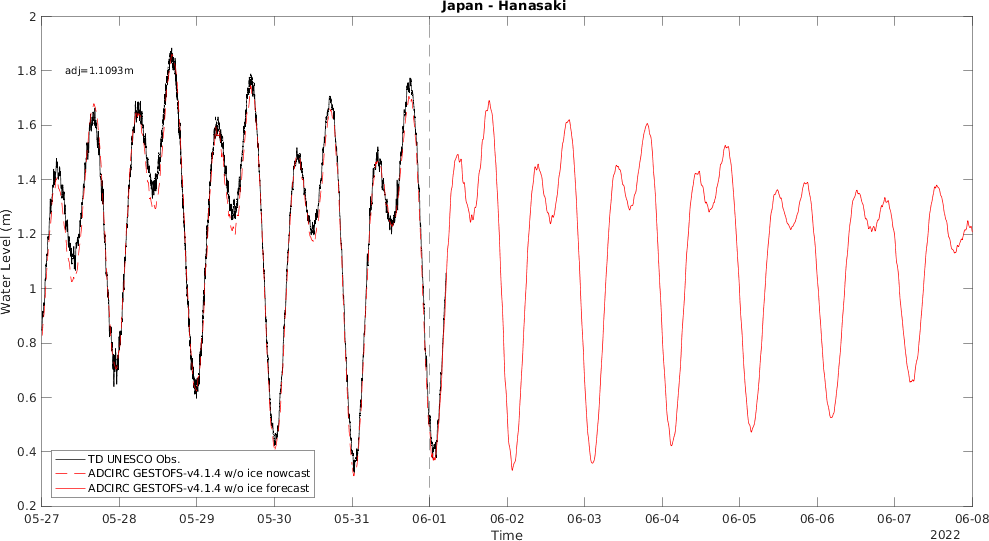 Japan - Hanasaki
2
1.8
1.6
1.4
1.2
1
0.8
0.6
0.4
0.2
Water Level (m)
adj=1.1093m
TD UNESCO Obs.
ADCIRC GESTOFS-v4.1.4 w/o ice nowcast
ADCIRC GESTOFS-v4.1.4 w/o ice forecast
05-27 05-28 05-29 05-30 05-31 06-01 06-02 06-03 06-04 06-05 06-06 06-07 06-08
Time
2022